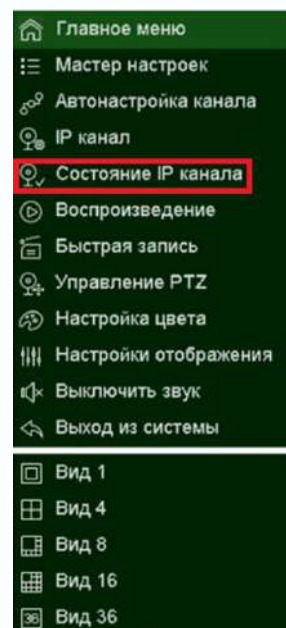 Главное меню
Мастер настроек
Автонастройка канала
IP канал
Состояние IP канала
Воспроизведение
Быстрая запись
Управление PTZ
Настройка цвета
Настройки отображения
Выключить звук
Выход из системы
Вид 1
Вид 4
Вид 8
Вид 16
36 Вид 36